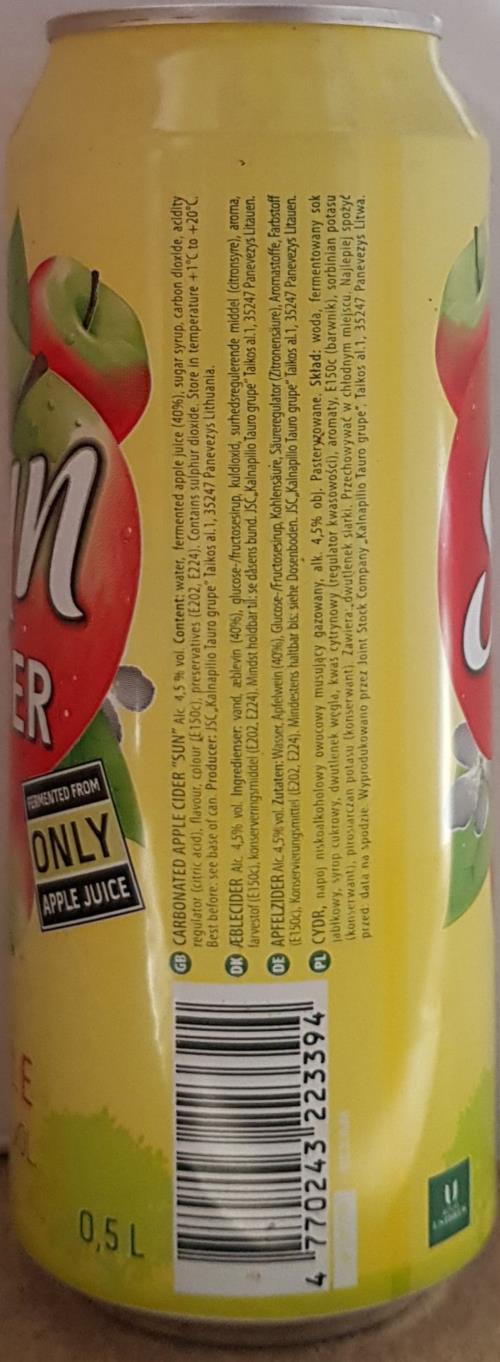 n
ER
FERMENTED FROM
ONLY
APPLE JUICE
LE
OL
0,5 L
GB CARBONATED APPLE CIDER "SUN" Alc. 4,5 % vol. Content: water, fermented apple juice (40%), sugar syrup, carbon dioxide, acidity
regulator (citric acid), flavour, colour (E 150c), preservatives (E202, E224). Contains sulphur dioxide. Store in temperature +1°C to +20°C.
Best before: see base of can. Producer: JSC „Kalnapilio Tauro grupe" Taikos al.1, 35247 Panevezys Lithuania.
DK ÆBLECIDER Alc. 4,5% vol. Ingredienser: vand, æblevin (40%), glucose-/fructosesirup, kuldioxid, surhedsregulerende middel (citronsyre), aroma,
farvestof (E150c), konserveringsmiddel (E202, E224). Mindst holdbar til: se dåsens bund. JSC „Kalnapilio Tauro grupe" Taikos al.1, 35247 Panevezys Litauen.
DE APFELZIDER Alc. 4,5% vol. Zutaten: Wasser, Apfelwein (40%), Glucose-/Fructosesirup, Kohlensäure, Säureregulator (Zitronensäure), Aromastoffe, Farbstoff
(E150c), Konservierungsmittel (E202, E224). Mindestens haltbar bis: siehe Dosenboden. JSC „Kalnapilio Tauro grupe" Taikos al.1, 35247 Panevezys Litauen.
PL CYDR, napój niskoalkoholowy owocowy musujący gazowany, alk. 4,5% obj. Pasteryzowane. Skład: woda, fermentowany sok
jabłkowy, syrop cukrowy, dwutlenek węgla, kwas cytrynowy (regulator kwasowości), aromaty, E150c (barwnik), sorbinian potasu
(konserwant), pirosiarczan potasu (konserwant). Zawiera: dwutlenek siarki. Przechowywać w chłodnym miejscu. Najlepiej spożyć
przed: data na spodzie. Wyprodukowano przez Joint Stock Company „Kalnapilio Tauro grupe". Taikos al.1, 35247 Panevezys Litwa.
4 770243 223394
U